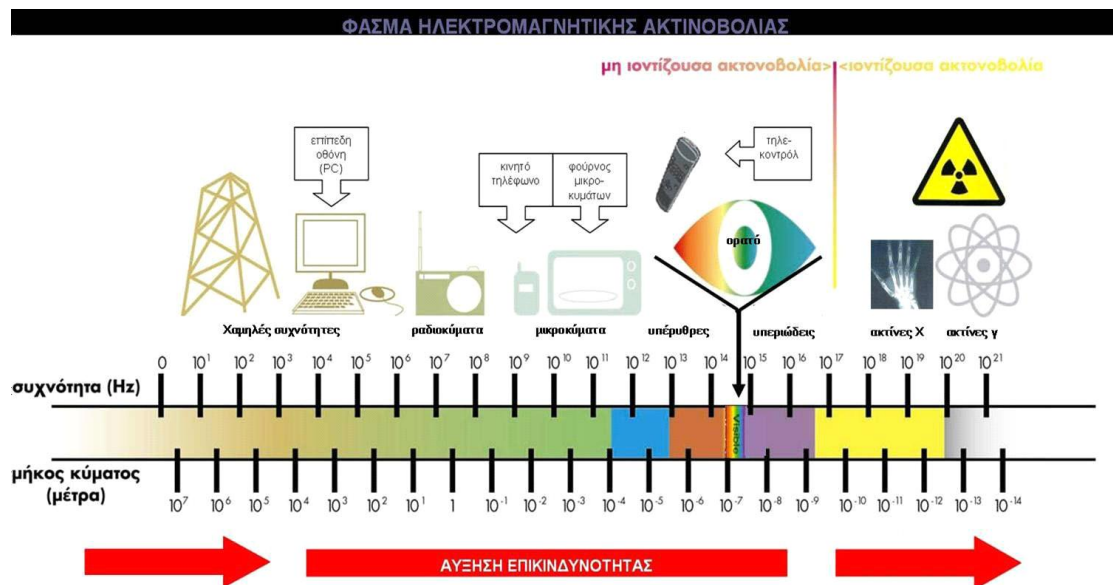 ΦΑΣΜΑ ΗΛΕΚΤΡΟΜΑΓΝΗΤΙΚΗΣ ΑΚΤΙΝΟΒΟΛΙΑΣ
μη ιοντίζουσα ακτονοβολία> <ιοντίζουσα ακτονοβολία
επίπεδη
οθόνη
(PC)
κινητό
τηλέφωνο
φούρνος
μικρο-
κυμάτων
τηλε-
κοντρόλ
ορατό
Χαμηλές συχνότητες ραδιοκύματα μικροκύματα υπέρυθρες υπεριώδεις ακτίνες Χ ακτίνες γ
0 10¹ 10² 10³ 10⁴ 10⁵ 10⁶ 10⁷ 10⁸ 10⁹ 10¹⁰ 10¹¹ 10¹² 10¹³ 10¹⁴ 10¹⁵ 10¹⁶ 10¹⁷ 10¹⁸ 10¹⁹ 10²⁰ 10²¹
συχνότητα (Hz)
Visible
μήκος κύματος
(μέτρα)
10⁷ 10⁶ 10⁵ 10⁴ 10³ 10² 10¹ 1 10⁻¹ 10⁻² 10⁻³ 10⁻⁴ 10⁻⁵ 10⁻⁶ 10⁻⁷ 10⁻⁸ 10⁻⁹ 10⁻¹⁰ 10⁻¹¹ 10⁻¹² 10⁻¹³ 10⁻¹⁴
ΑΥΞΗΣΗ ΕΠΙΚΙΝΔΥΝΟΤΗΤΑΣ